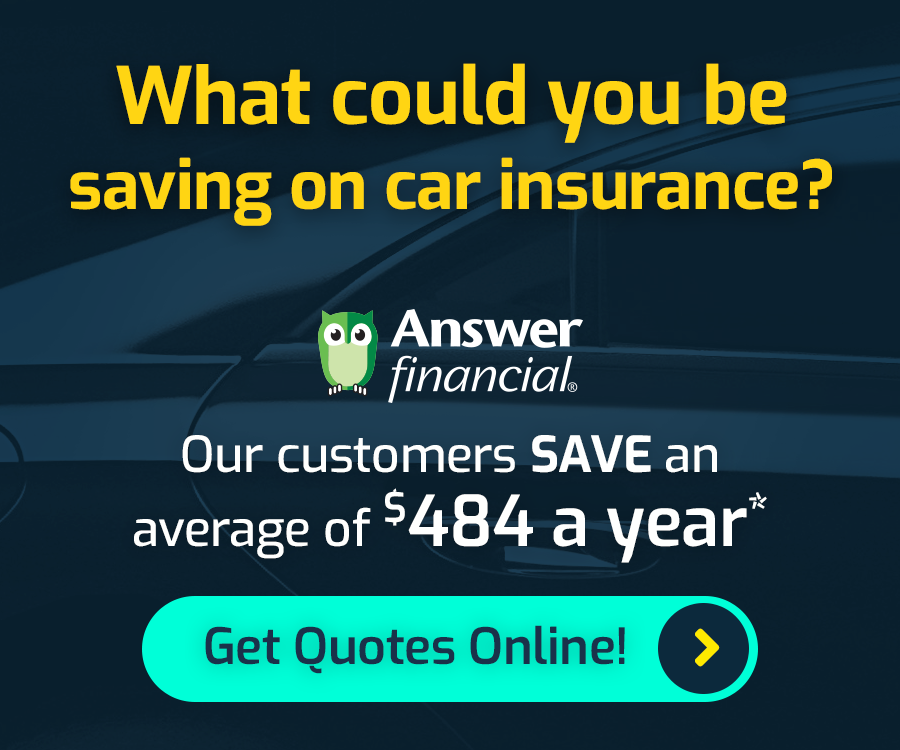 What could you be
saving on car insurance?
Answer
financial®
Our customers SAVE an
average of $484 a year*
Get Quotes Online!